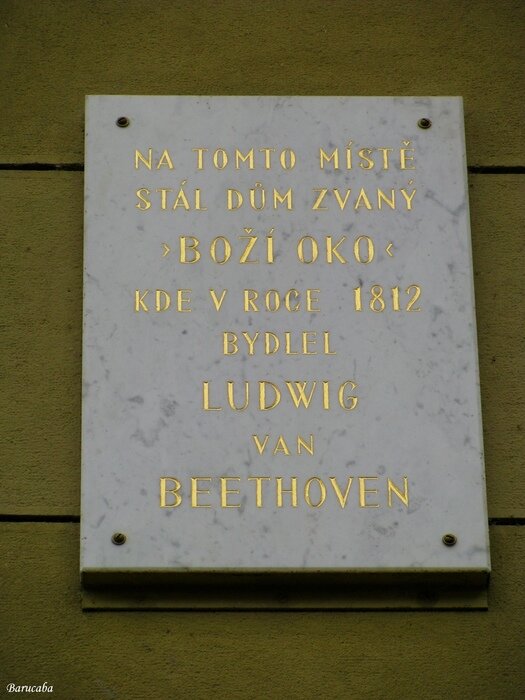 NA TOMTO MÍSTĚ
STÁL DŮM ZVANÝ
›BOŽÍ OKO‹
KDE V ROCE 1812
BYDLEL
LUDWIG
VAN
BEETHOVEN
Barucaba